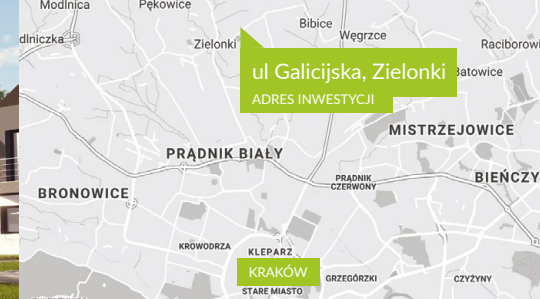 Modlnica
Pękowice
Bibice
Węgrzce
dlniczka
Zielonki
Raciborowi
ul Galicijska, Zielonki
Batowice
ADRES INWESTYCJI
MISTRZEJOWICE
PRĄDNIK BIAŁY
PRĄDNIK
CZERWONY
BIEŃCZY
BRONOWICE
KROWODRZA
KLEPARZ
KRAKÓW
GRZEGÓRZKI
CZYŻYNY
STARE MIASTO